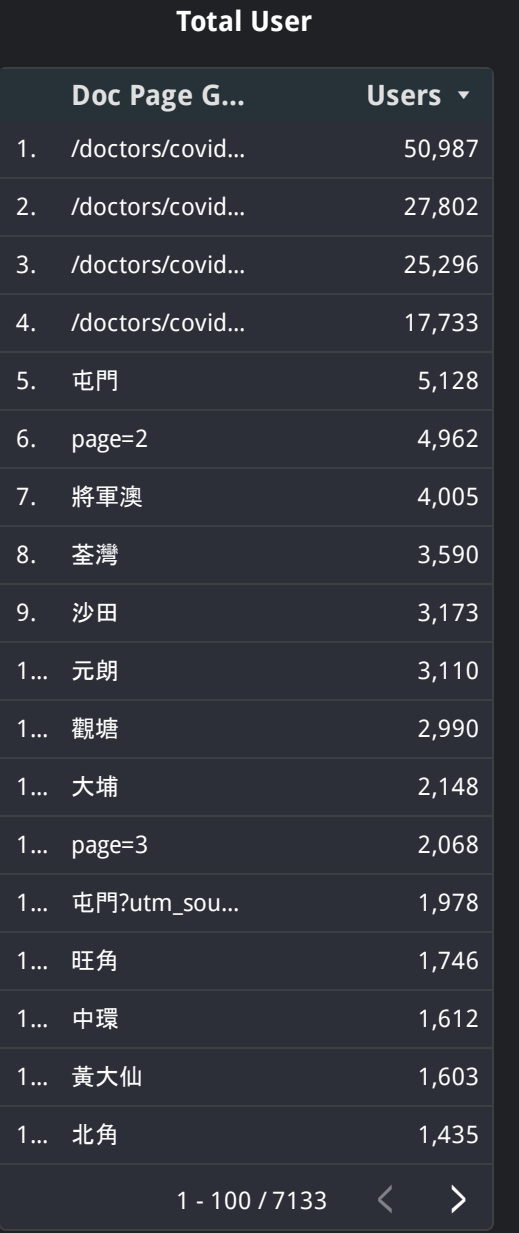 Total User
Doc Page G... Users
1. /doctors/covid... 50,987
2. /doctors/covid... 27,802
3. /doctors/covid... 25,296
4. /doctors/covid... 17,733
5. 屯門 5,128
6. page=2 4,962
7. 將軍澳 4,005
8. 荃灣 3,590
9. 沙田 3,173
1... 元朗 3,110
1... 觀塘 2,990
1... 大埔 2,148
1... page=3 2,068
1... 屯門?utm_sou... 1,978
1... 旺角 1,746
1... 中環 1,612
1... 黃大仙 1,603
1... 北角 1,435
1 - 100 / 7133